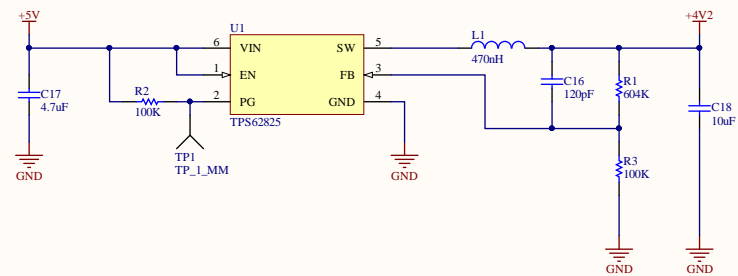 +5V
+4V2
U1
6
VIN
SW
5
L1
470nH
1
EN
FB
3
C17
4.7uF
R2
100K
2
PG
GND
4
C16
120pF
R1
604K
TPS62825
C18
10uF
TP1
TP_1_MM
R3
100K
GND
GND
GND
GND